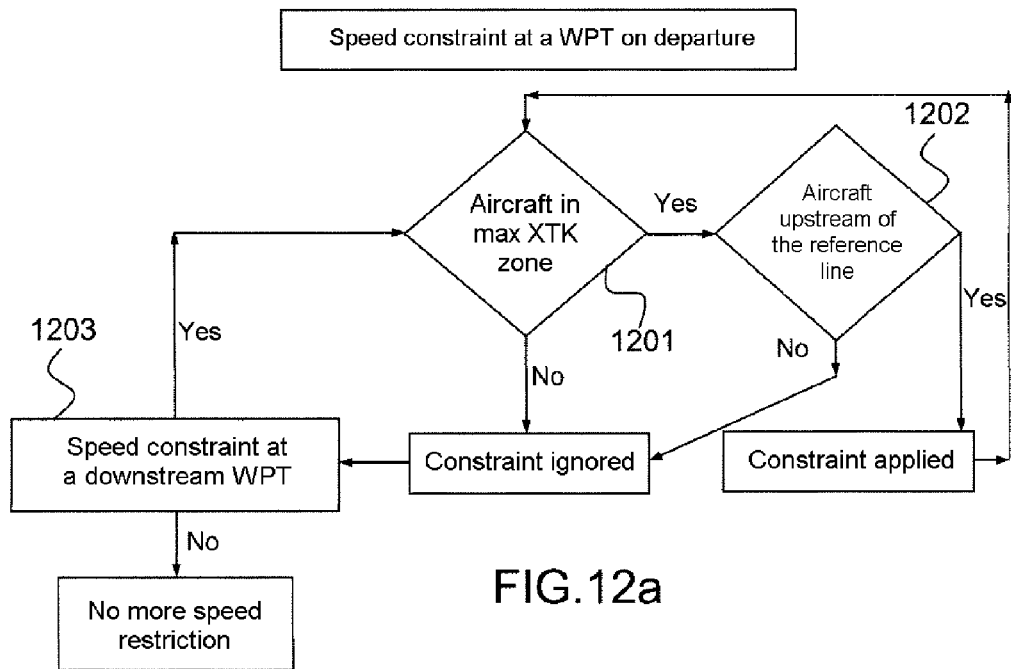 Speed constraint at a WPT on departure
1202
Aircraft in
max XTK
zone
Yes
Aircraft
upstream of
the reference
line
Yes
1203
Yes
1201
No
No
Speed constraint at
a downstream WPT
Constraint ignored
Constraint applied
No
No more speed
restriction
FIG.12a